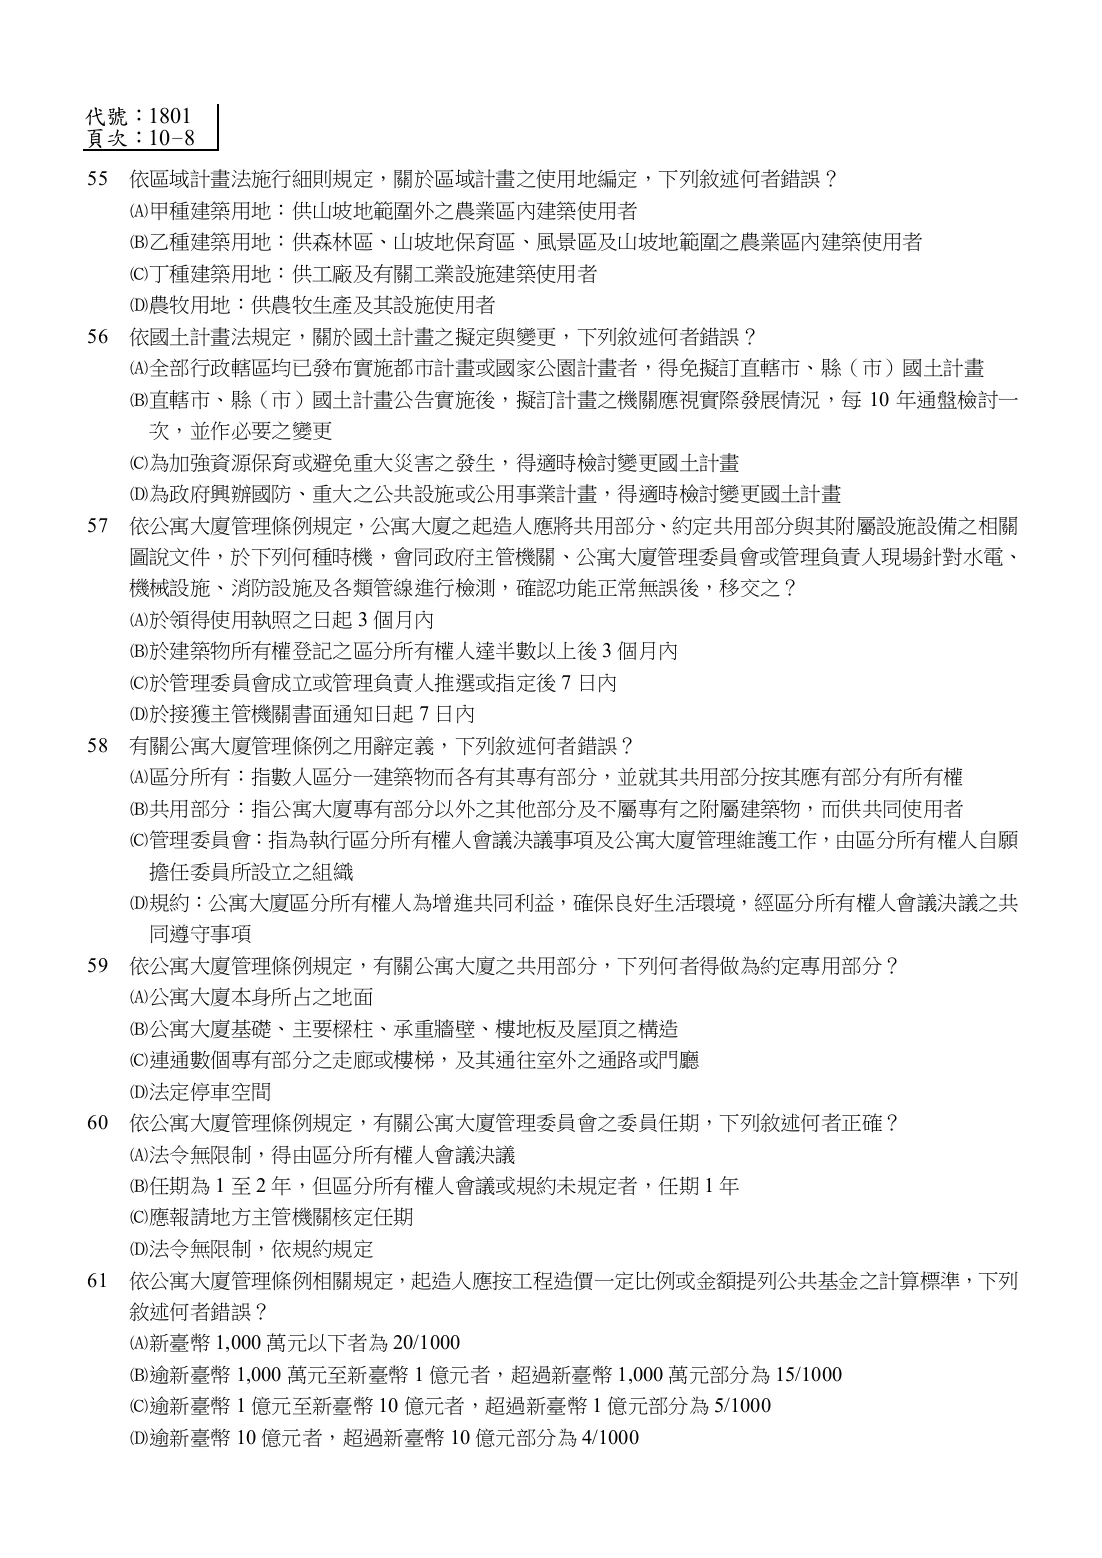 代號：1801
頁次：10－8
55 依區域計畫法施行細則規定，關於區域計畫之使用地編定，下列敘述何者錯誤？
(A)甲種建築用地：供山坡地範圍外之農業區內建築使用者
(B)乙種建築用地：供森林區、山坡地保育區、風景區及山坡地範圍之農業區內建築使用者
(C)丁種建築用地：供工廠及有關工業設施建築使用者
(D)農牧用地：供農牧生產及其設施使用者
56 依國土計畫法規定，關於國土計畫之擬定與變更，下列敘述何者錯誤？
(A)全部行政轄區均已發布實施都市計畫或國家公園計畫者，得免擬訂直轄市、縣（市）國土計畫
(B)直轄市、縣（市）國土計畫公告實施後，擬訂計畫之機關應視實際發展情況，每 10 年通盤檢討一
次，並作必要之變更
(C)為加強資源保育或避免重大災害之發生，得適時檢討變更國土計畫
(D)為政府興辦國防、重大之公共設施或公用事業計畫，得適時檢討變更國土計畫
57 依公寓大廈管理條例規定，公寓大廈之起造人應將共用部分、約定共用部分與其附屬設施設備之相關
圖說文件，於下列何種時機，會同政府主管機關、公寓大廈管理委員會或管理負責人現場針對水電、
機械設施、消防設施及各類管線進行檢測，確認功能正常無誤後，移交之？
(A)於領得使用執照之日起 3 個月內
(B)於建築物所有權登記之區分所有權人達半數以上後 3 個月內
(C)於管理委員會成立或管理負責人推選或指定後 7 日內
(D)於接獲主管機關書面通知日起 7 日內
58 有關公寓大廈管理條例之用辭定義，下列敘述何者錯誤？
(A)區分所有：指數人區分一建築物而各有其專有部分，並就其共用部分按其應有部分有所有權
(B)共用部分：指公寓大廈專有部分以外之其他部分及不屬專有之附屬建築物，而供共同使用者
(C)管理委員會：指為執行區分所有權人會議決議事項及公寓大廈管理維護工作，由區分所有權人自願
擔任委員所設立之組織
(D)規約：公寓大廈區分所有權人為增進共同利益，確保良好生活環境，經區分所有權人會議決議之共
同遵守事項
59 依公寓大廈管理條例規定，有關公寓大廈之共用部分，下列何者得做為約定專用部分？
(A)公寓大廈本身所占之地面
(B)公寓大廈基礎、主要樑柱、承重牆壁、樓地板及屋頂之構造
(C)連通數個專有部分之走廊或樓梯，及其通往室外之通路或門廳
(D)法定停車空間
60 依公寓大廈管理條例規定，有關公寓大廈管理委員會之委員任期，下列敘述何者正確？
(A)法令無限制，得由區分所有權人會議決議
(B)任期為 1 至 2 年，但區分所有權人會議或規約未規定者，任期 1 年
(C)應報請地方主管機關核定任期
(D)法令無限制，依規約規定
61 依公寓大廈管理條例相關規定，起造人應按工程造價一定比例或金額提列公共基金之計算標準，下列
敘述何者錯誤？
(A)新臺幣 1,000 萬元以下者為 20/1000
(B)逾新臺幣 1,000 萬元至新臺幣 1 億元者，超過新臺幣 1,000 萬元部分為 15/1000
(C)逾新臺幣 1 億元至新臺幣 10 億元者，超過新臺幣 1 億元部分為 5/1000
(D)逾新臺幣 10 億元者，超過新臺幣 10 億元部分為 4/1000